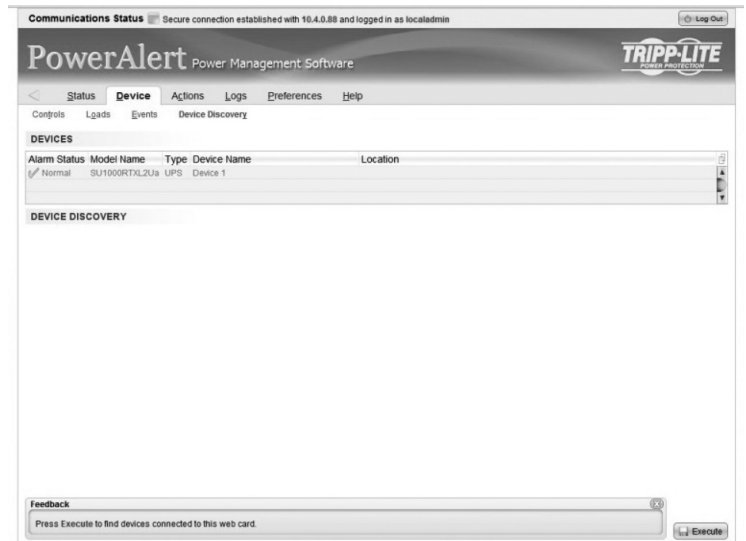 Communications Status Secure connection established with 10.4.0.88 and logged in as localadmin Log Out
PowerAlert Power Management Software TRIPP·LITE
POWER PROTECTION
Status Device Actions Logs Preferences Help
Controls Loads Events Device Discovery
DEVICES
Alarm Status Model Name Type Device Name Location
Normal SU1000RTXL2Ua UPS Device 1
DEVICE DISCOVERY
Feedback
Press Execute to find devices connected to this web card.
Execute